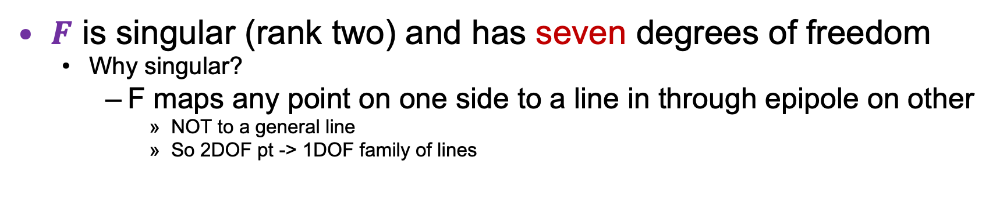 • F is singular (rank two) and has seven degrees of freedom
• Why singular?
– F maps any point on one side to a line in through epipole on other
» NOT to a general line
» So 2DOF pt -> 1DOF family of lines